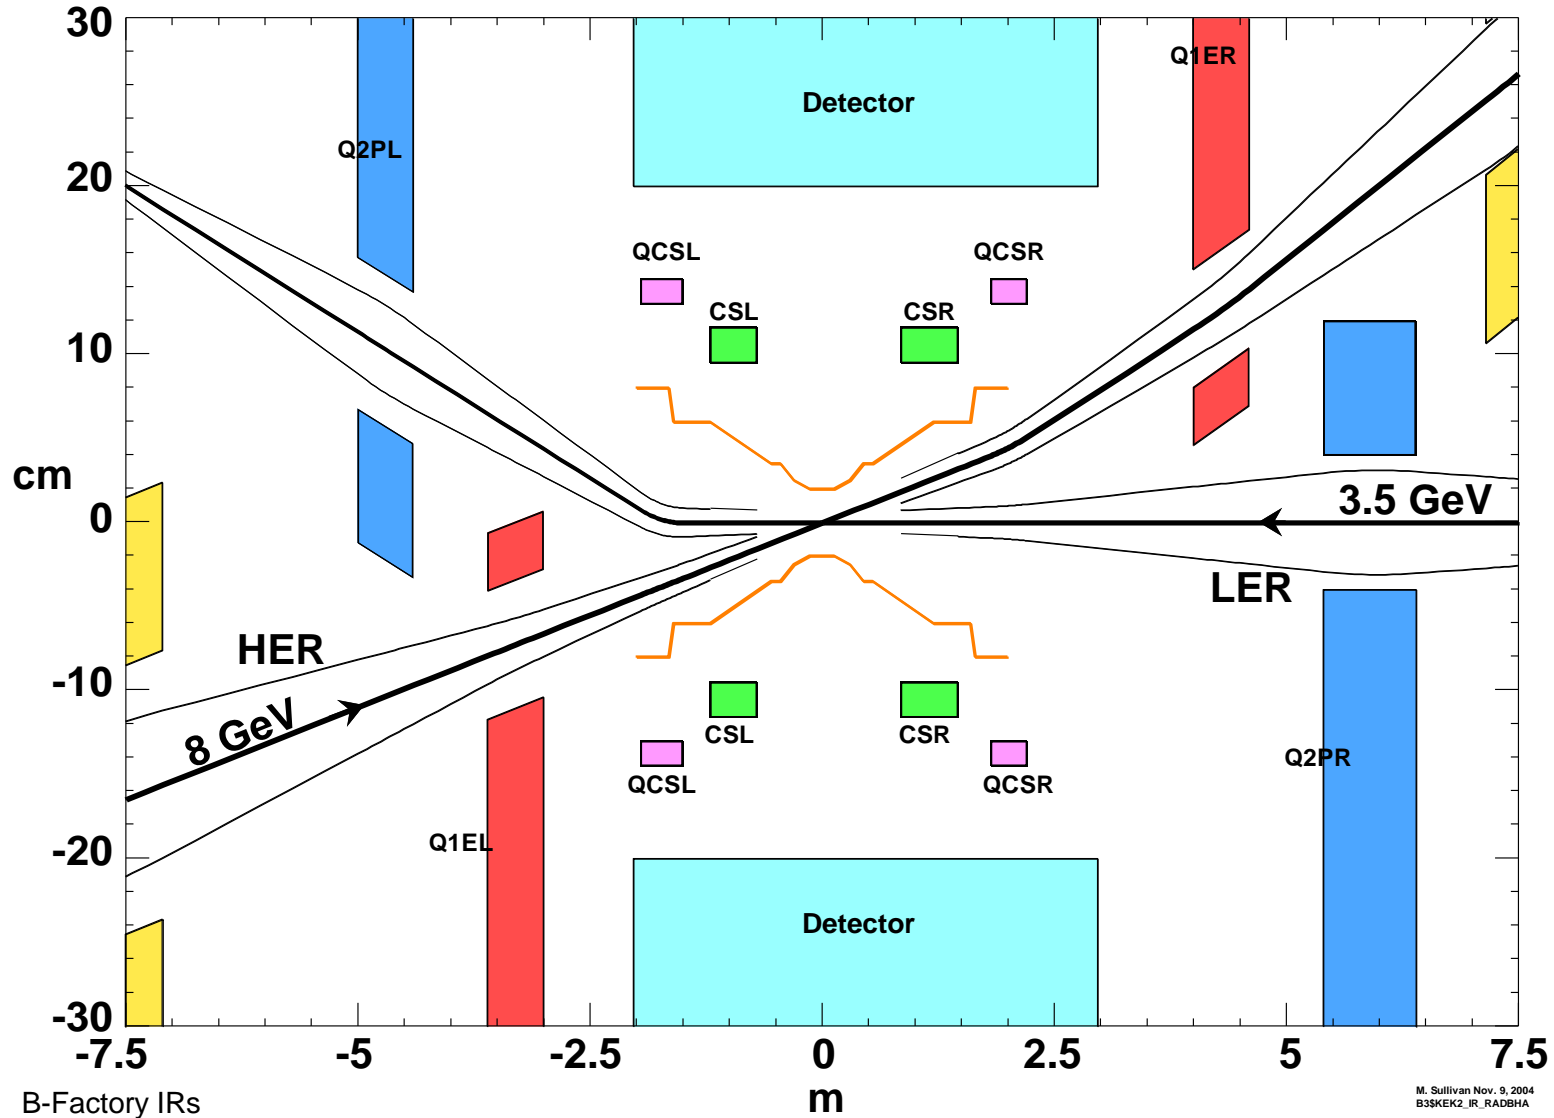 30
Q1ER
Detector
Q2PL
20
QCSL
QCSR
CSL
CSR
10
cm
3.5 GeV
0
LER
HER
8 GeV
-10
CSL
CSR
Q2PR
QCSL
QCSR
Q1EL
-20
Detector
-30
-7.5
-5
-2.5
0
2.5
5
7.5
m
B-Factory IRs
M. Sullivan Nov. 9, 2004
B3$KEK2_IR_RADBHA